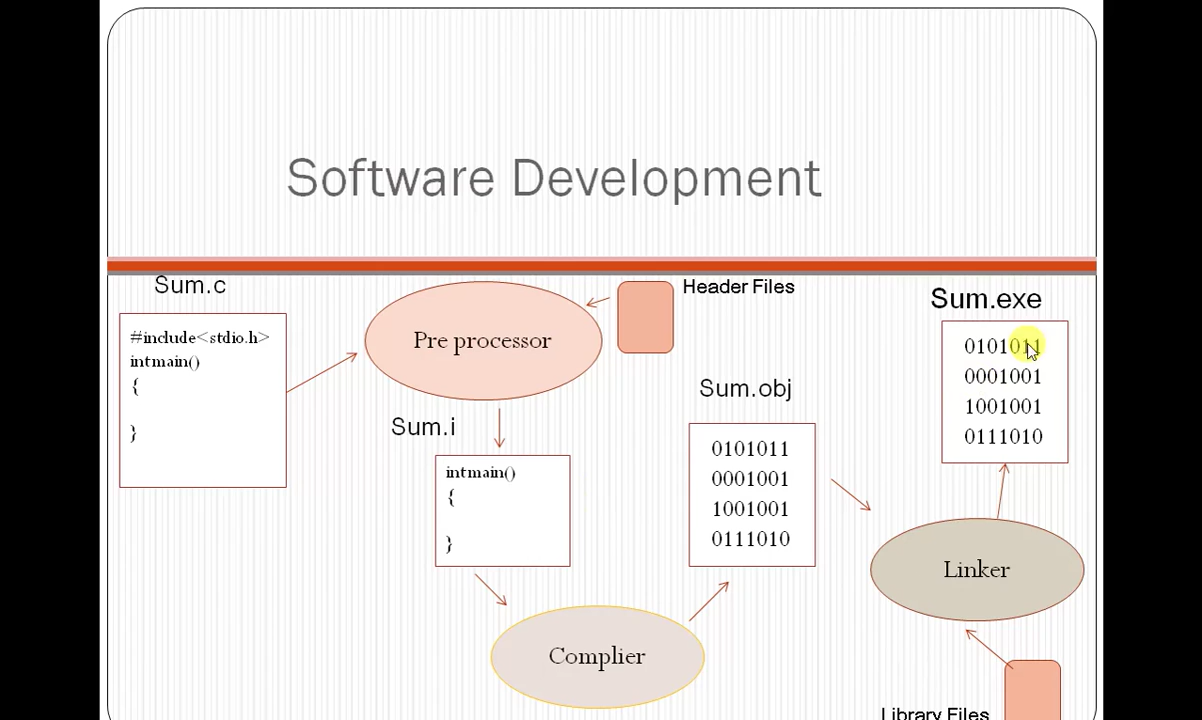 Software Development
Sum.c
#include<stdio.h>
intmain()
{
}
Pre processor
Header Files
Sum.i
intmain()
{
}
Complier
Sum.obj
0101011
0001001
1001001
0111010
Linker
Library Files
Sum.exe
0101011
0001001
1001001
0111010